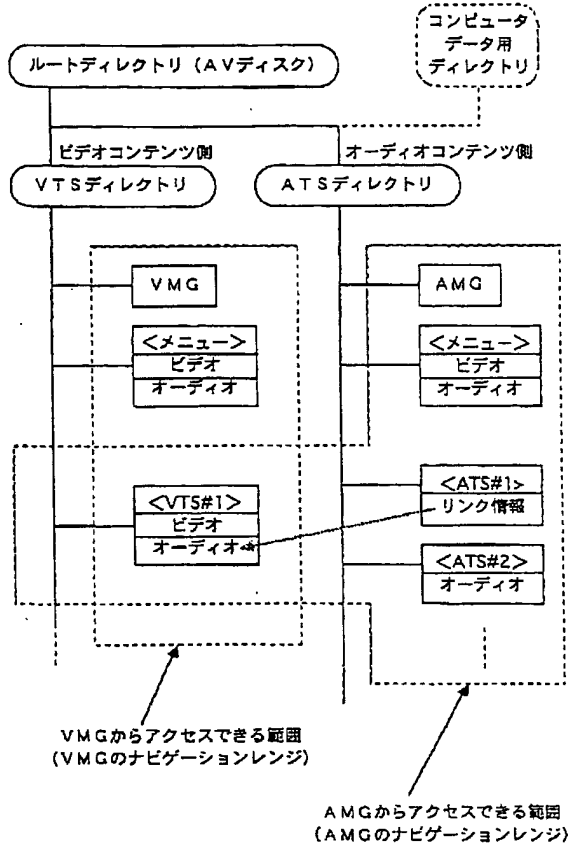 コンピュータ
データ用
ディレクトリ
ルートディレクトリ（AVディスク）
ビデオコンテンツ側
オーディオコンテンツ側
VTSディレクトリ
ATSディレクトリ
VMG
AMG
<メニュー>
ビデオ
オーディオ
<メニュー>
ビデオ
オーディオ
<VTS#1>
ビデオ
オーディオ
<ATS#1>
リンク情報
<ATS#2>
オーディオ
VMGからアクセスできる範囲
（VMGのナビゲーションレンジ）
AMGからアクセスできる範囲
（AMGのナビゲーションレンジ）